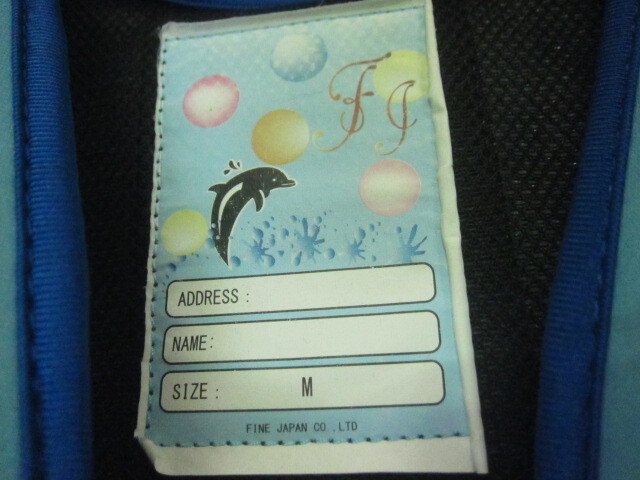 FJ
ADDRESS :
NAME:
SIZE : M
FINE JAPAN CO.,LTD